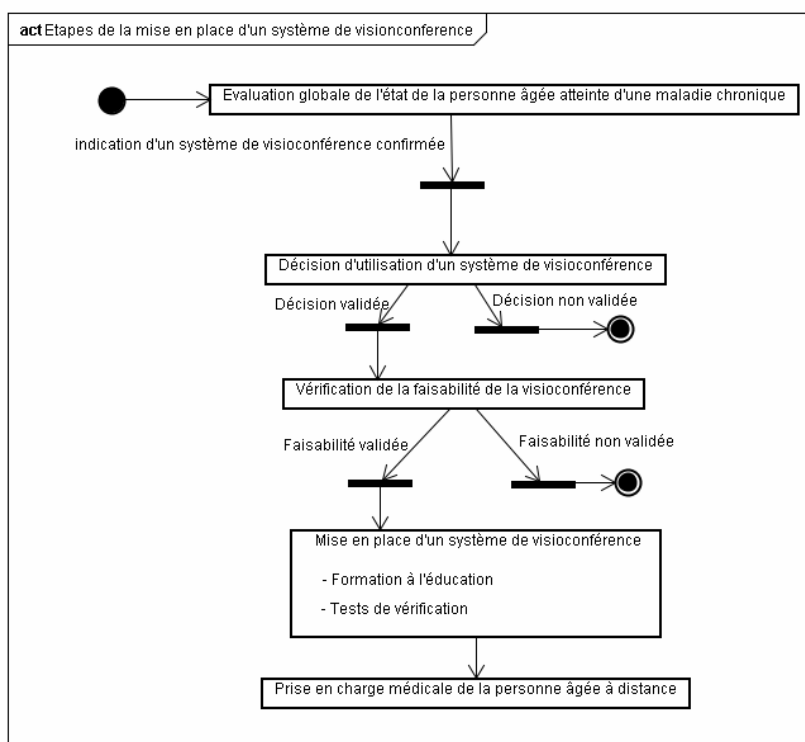 act Etapes de la mise en place d'un système de visionconference
Evaluation globale de l'état de la personne âgée atteinte d'une maladie chronique
indication d'un système de visioconférence confirmée
Décision d'utilisation d'un système de visioconférence
Décision validée
Décision non validée
Vérification de la faisabilité de la visioconférence
Faisabilité validée
Faisabilité non validée
Mise en place d'un système de visioconférence
- Formation à l'éducation
- Tests de vérification
Prise en charge médicale de la personne âgée à distance